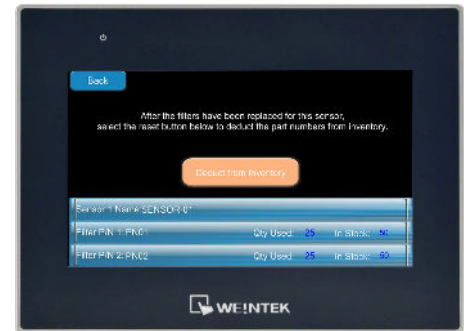 Back
After the filters have been replaced for this sensor,
select the reset button below to deduct the part numbers from inventory.
Deduct from Inventory
Sensor 1 Name SENSOR-01
Filter P/N 1: PN01 Qty Used: 25 In Stock: 50
Filter P/N 2: PN02 Qty Used: 25 In Stock: 50
WEINTEK